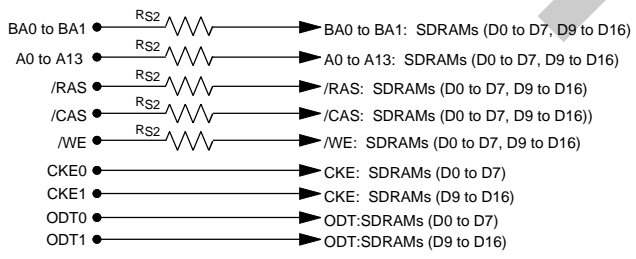 BA0 to BA1 RS2 BA0 to BA1: SDRAMs (D0 to D7, D9 to D16)
A0 to A13 RS2 A0 to A13: SDRAMs (D0 to D7, D9 to D16)
/RAS RS2 /RAS: SDRAMs (D0 to D7, D9 to D16)
/CAS RS2 /CAS: SDRAMs (D0 to D7, D9 to D16))
/WE RS2 /WE: SDRAMs (D0 to D7, D9 to D16)
CKE0 CKE: SDRAMs (D0 to D7)
CKE1 CKE: SDRAMs (D9 to D16)
ODT0 ODT:SDRAMs (D0 to D7)
ODT1 ODT:SDRAMs (D9 to D16)